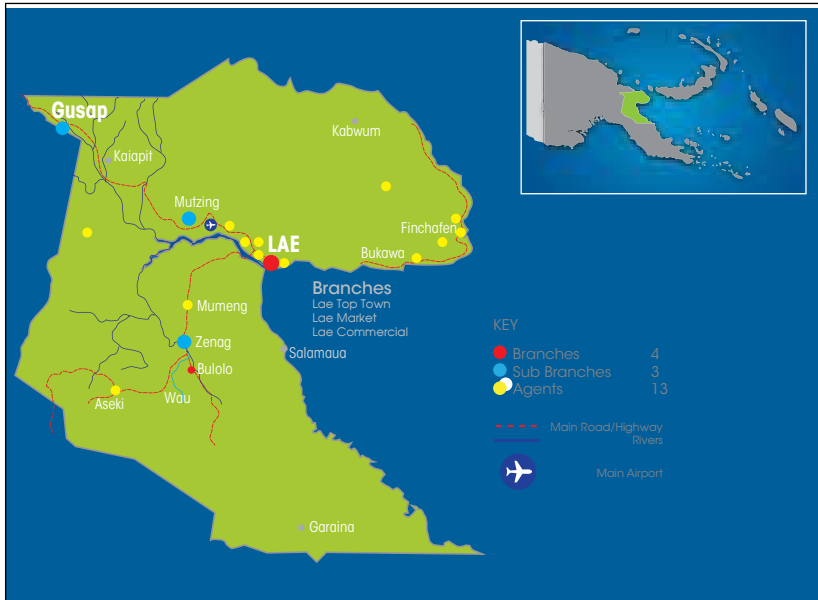 Gusap
Kaiapit
Kabwum
Mutzing
LAE
Finchafen
Bukawa
Branches
Lae Top Town
Lae Market
Lae Commercial
Mumeng
Zenag
Salamaua
Bulolo
Wau
Aseki
Garaina
KEY
Branches 4
Sub Branches 3
Agents 13
Main Road/Highway
Rivers
Main Airport